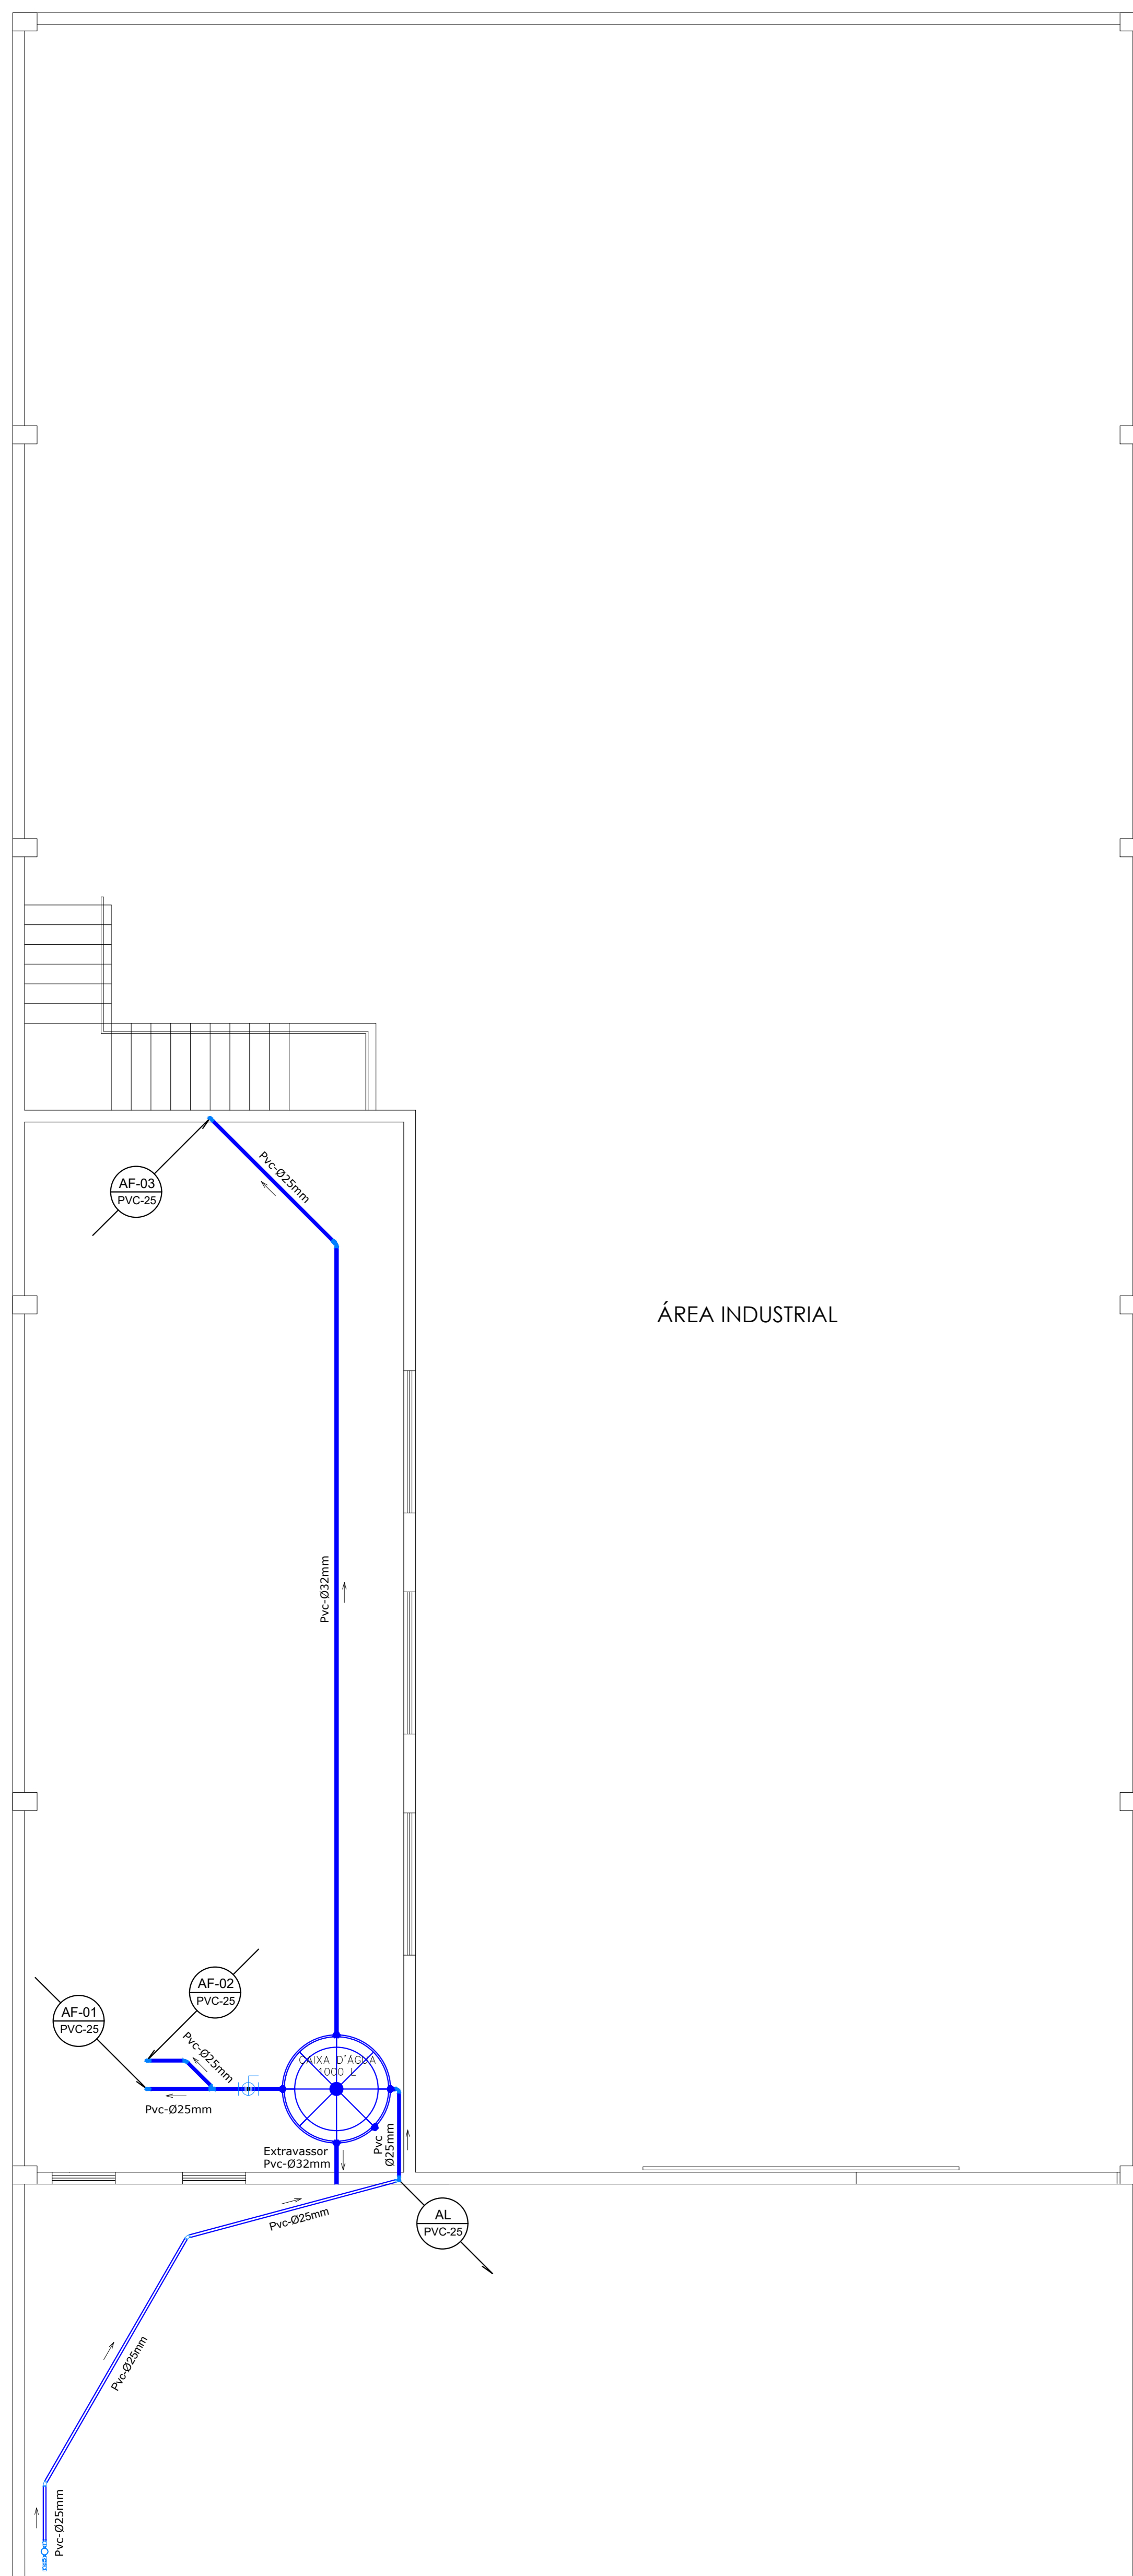 Pvc-Ø25mm
AF-03
PVC-25
ÁREA INDUSTRIAL
Pvc-Ø32mm
AF-02
PVC-25
AF-01
PVC-25
Pvc-Ø25mm
CAIXA D'ÁGUA
1000 L
Pvc-Ø25mm
Pvc
Ø25mm
Extravassor
Pvc-Ø32mm
Pvc-Ø25mm
AL
PVC-25
Pvc-Ø25mm
Pvc-Ø25mm